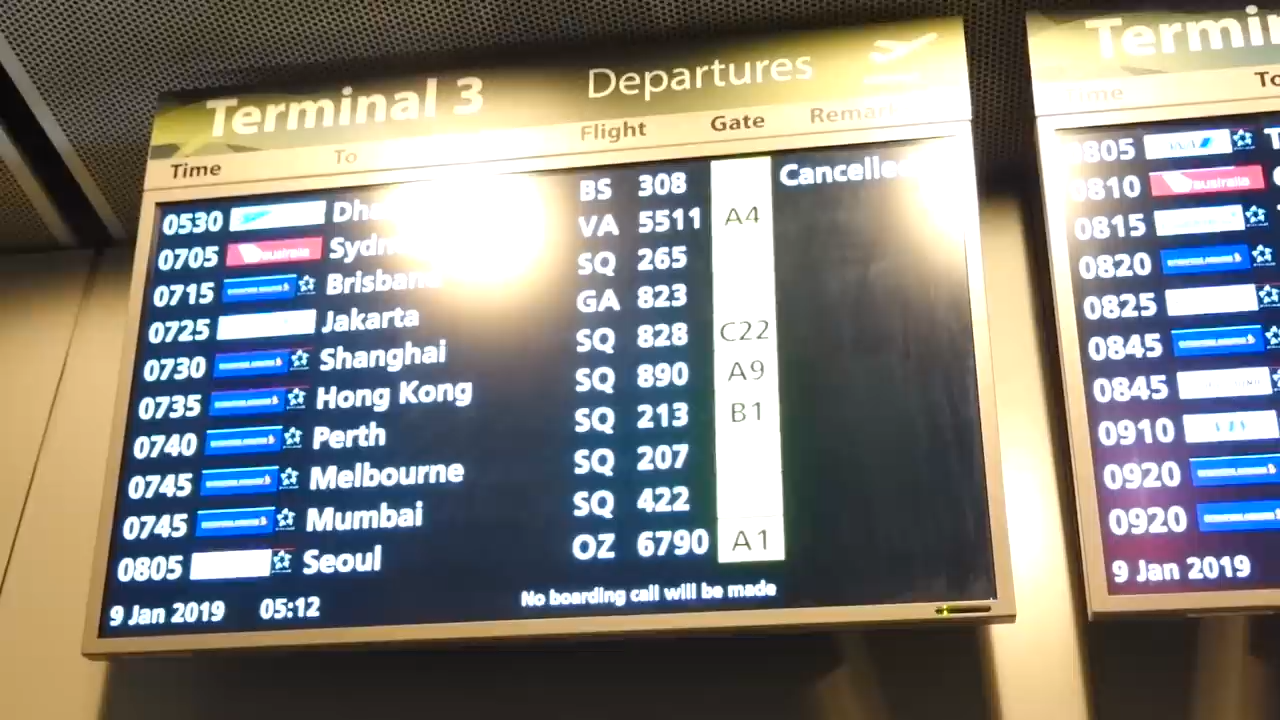 Terminal 3 Departures
Time To Flight Gate
0530 BS 308
0705 VA 5511 A4
0715 Brisbane SQ 265
0725 Jakarta GA 823
0730 Shanghai SQ 828 C22
0735 Hong Kong SQ 890 A9
0740 Perth SQ 213 B1
0745 Melbourne SQ 207
0745 Mumbai SQ 422
0805 Seoul OZ 6790 A1
9 Jan 2019 05:12 No boarding call will be made
Time
0810 australia
0815
0820
0825
0845
0845
0910
0920
0920
9 Jan 2019